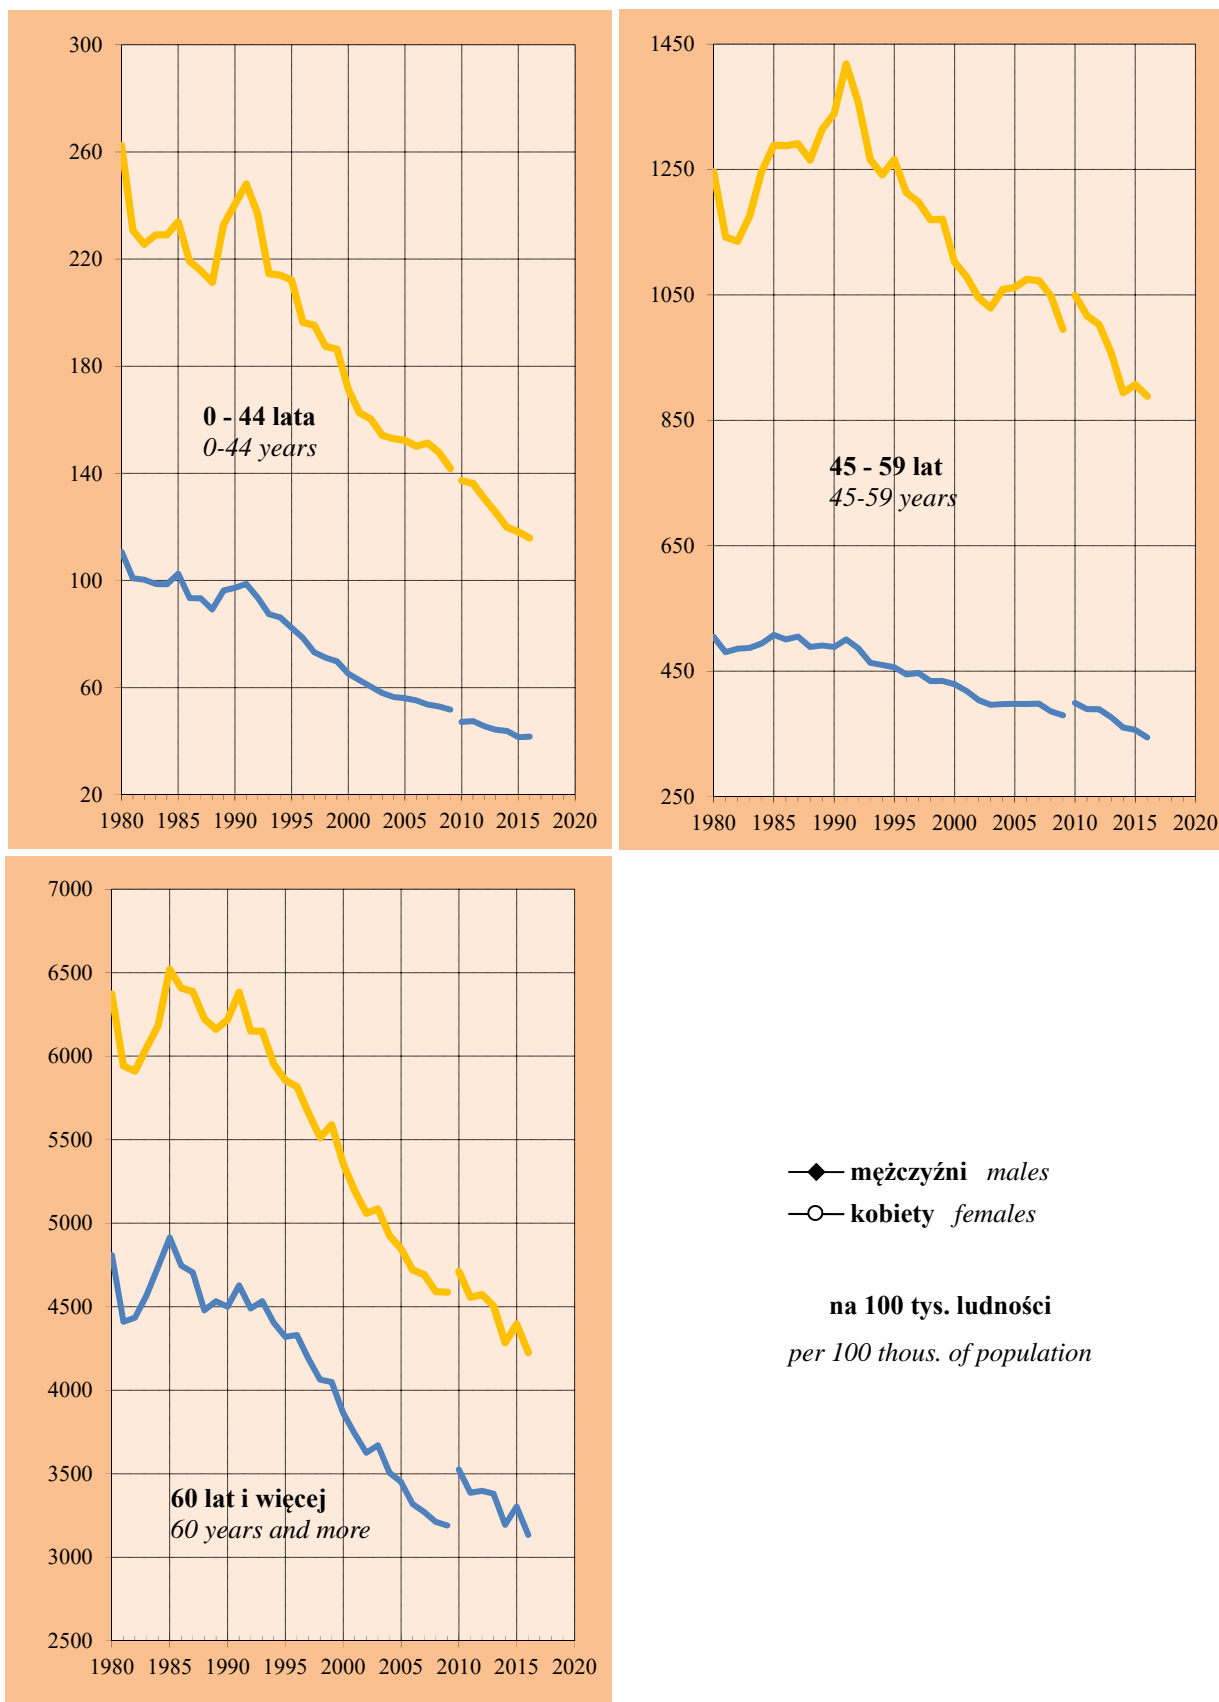 300
260
220
180
140
100
60
20
0 - 44 lata
0-44 years
1980 1985 1990 1995 2000 2005 2010 2015 2020
1450
1250
1050
850
650
450
250
45 - 59 lat
45-59 years
1980 1985 1990 1995 2000 2005 2010 2015 2020
7000
6500
6000
5500
5000
4500
4000
3500
3000
2500
60 lat i więcej
60 years and more
1980 1985 1990 1995 2000 2005 2010 2015 2020
mężczyźni males
kobiety females
na 100 tys. ludności
per 100 thous. of population